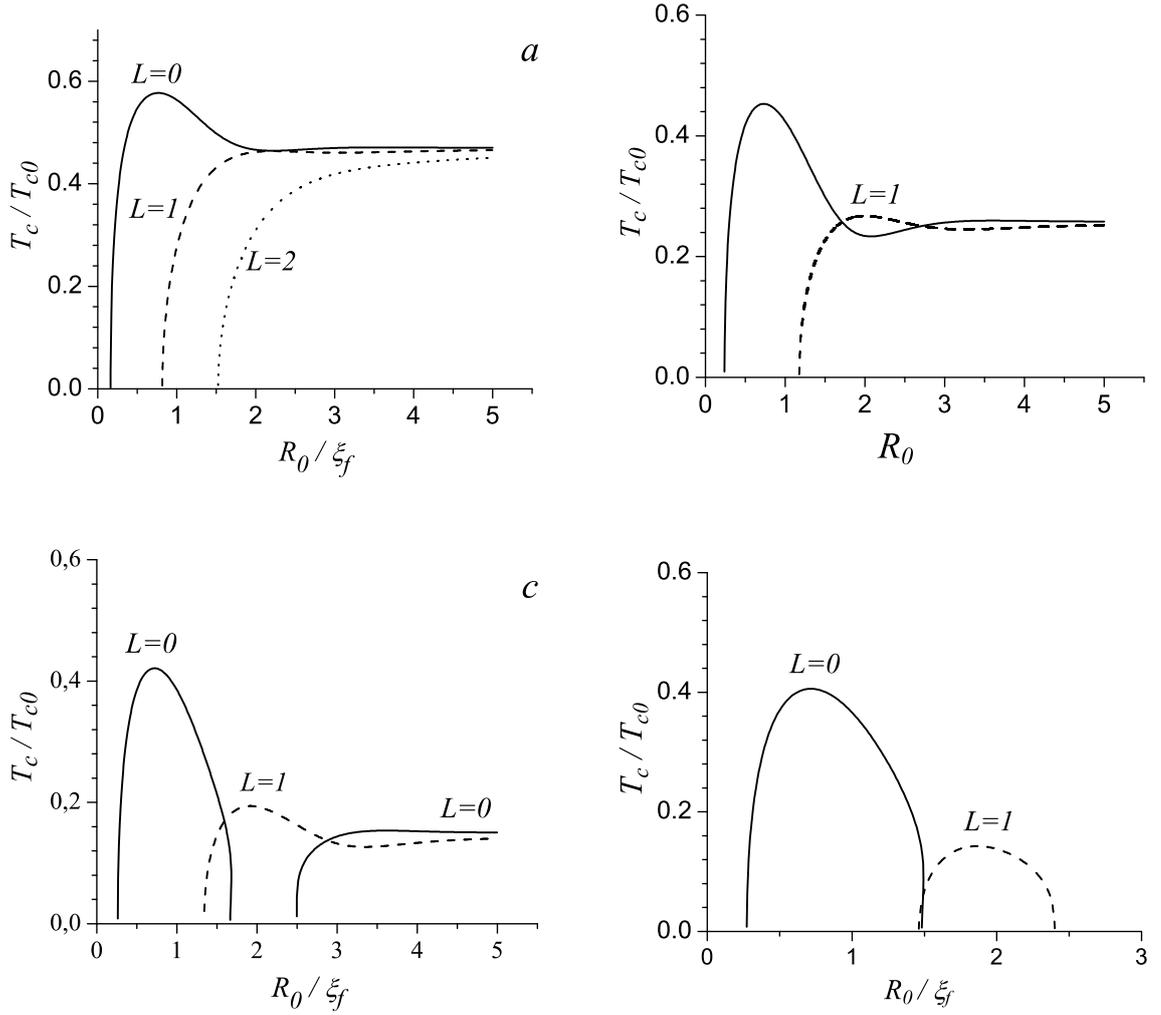 a
L=0
L=1
L=2
0.6
0.4
0.2
0.0
0 1 2 3 4 5
T_c / T_c0
R_0 / ξ_f
L=1
0.6
0.4
0.2
0.0
0 1 2 3 4 5
T_c / T_c0
R_0
c
L=0
L=1
L=0
0,6
0,4
0,2
0,0
0 1 2 3 4 5
T_c / T_c0
R_0 / ξ_f
L=0
L=1
0.6
0.4
0.2
0.0
0 1 2 3
T_c / T_c0
R_0 / ξ_f